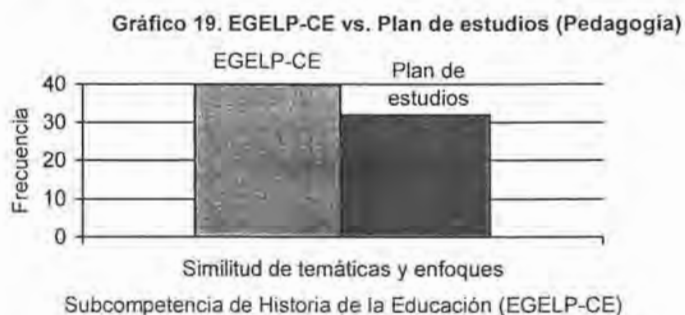 Gráfico 19. EGELP-CE vs. Plan de estudios (Pedagogía)
EGELP-CE
Plan de
estudios
40
30
20
10
0
Frecuencia
Similitud de temáticas y enfoques
Subcompetencia de Historia de la Educación (EGELP-CE)